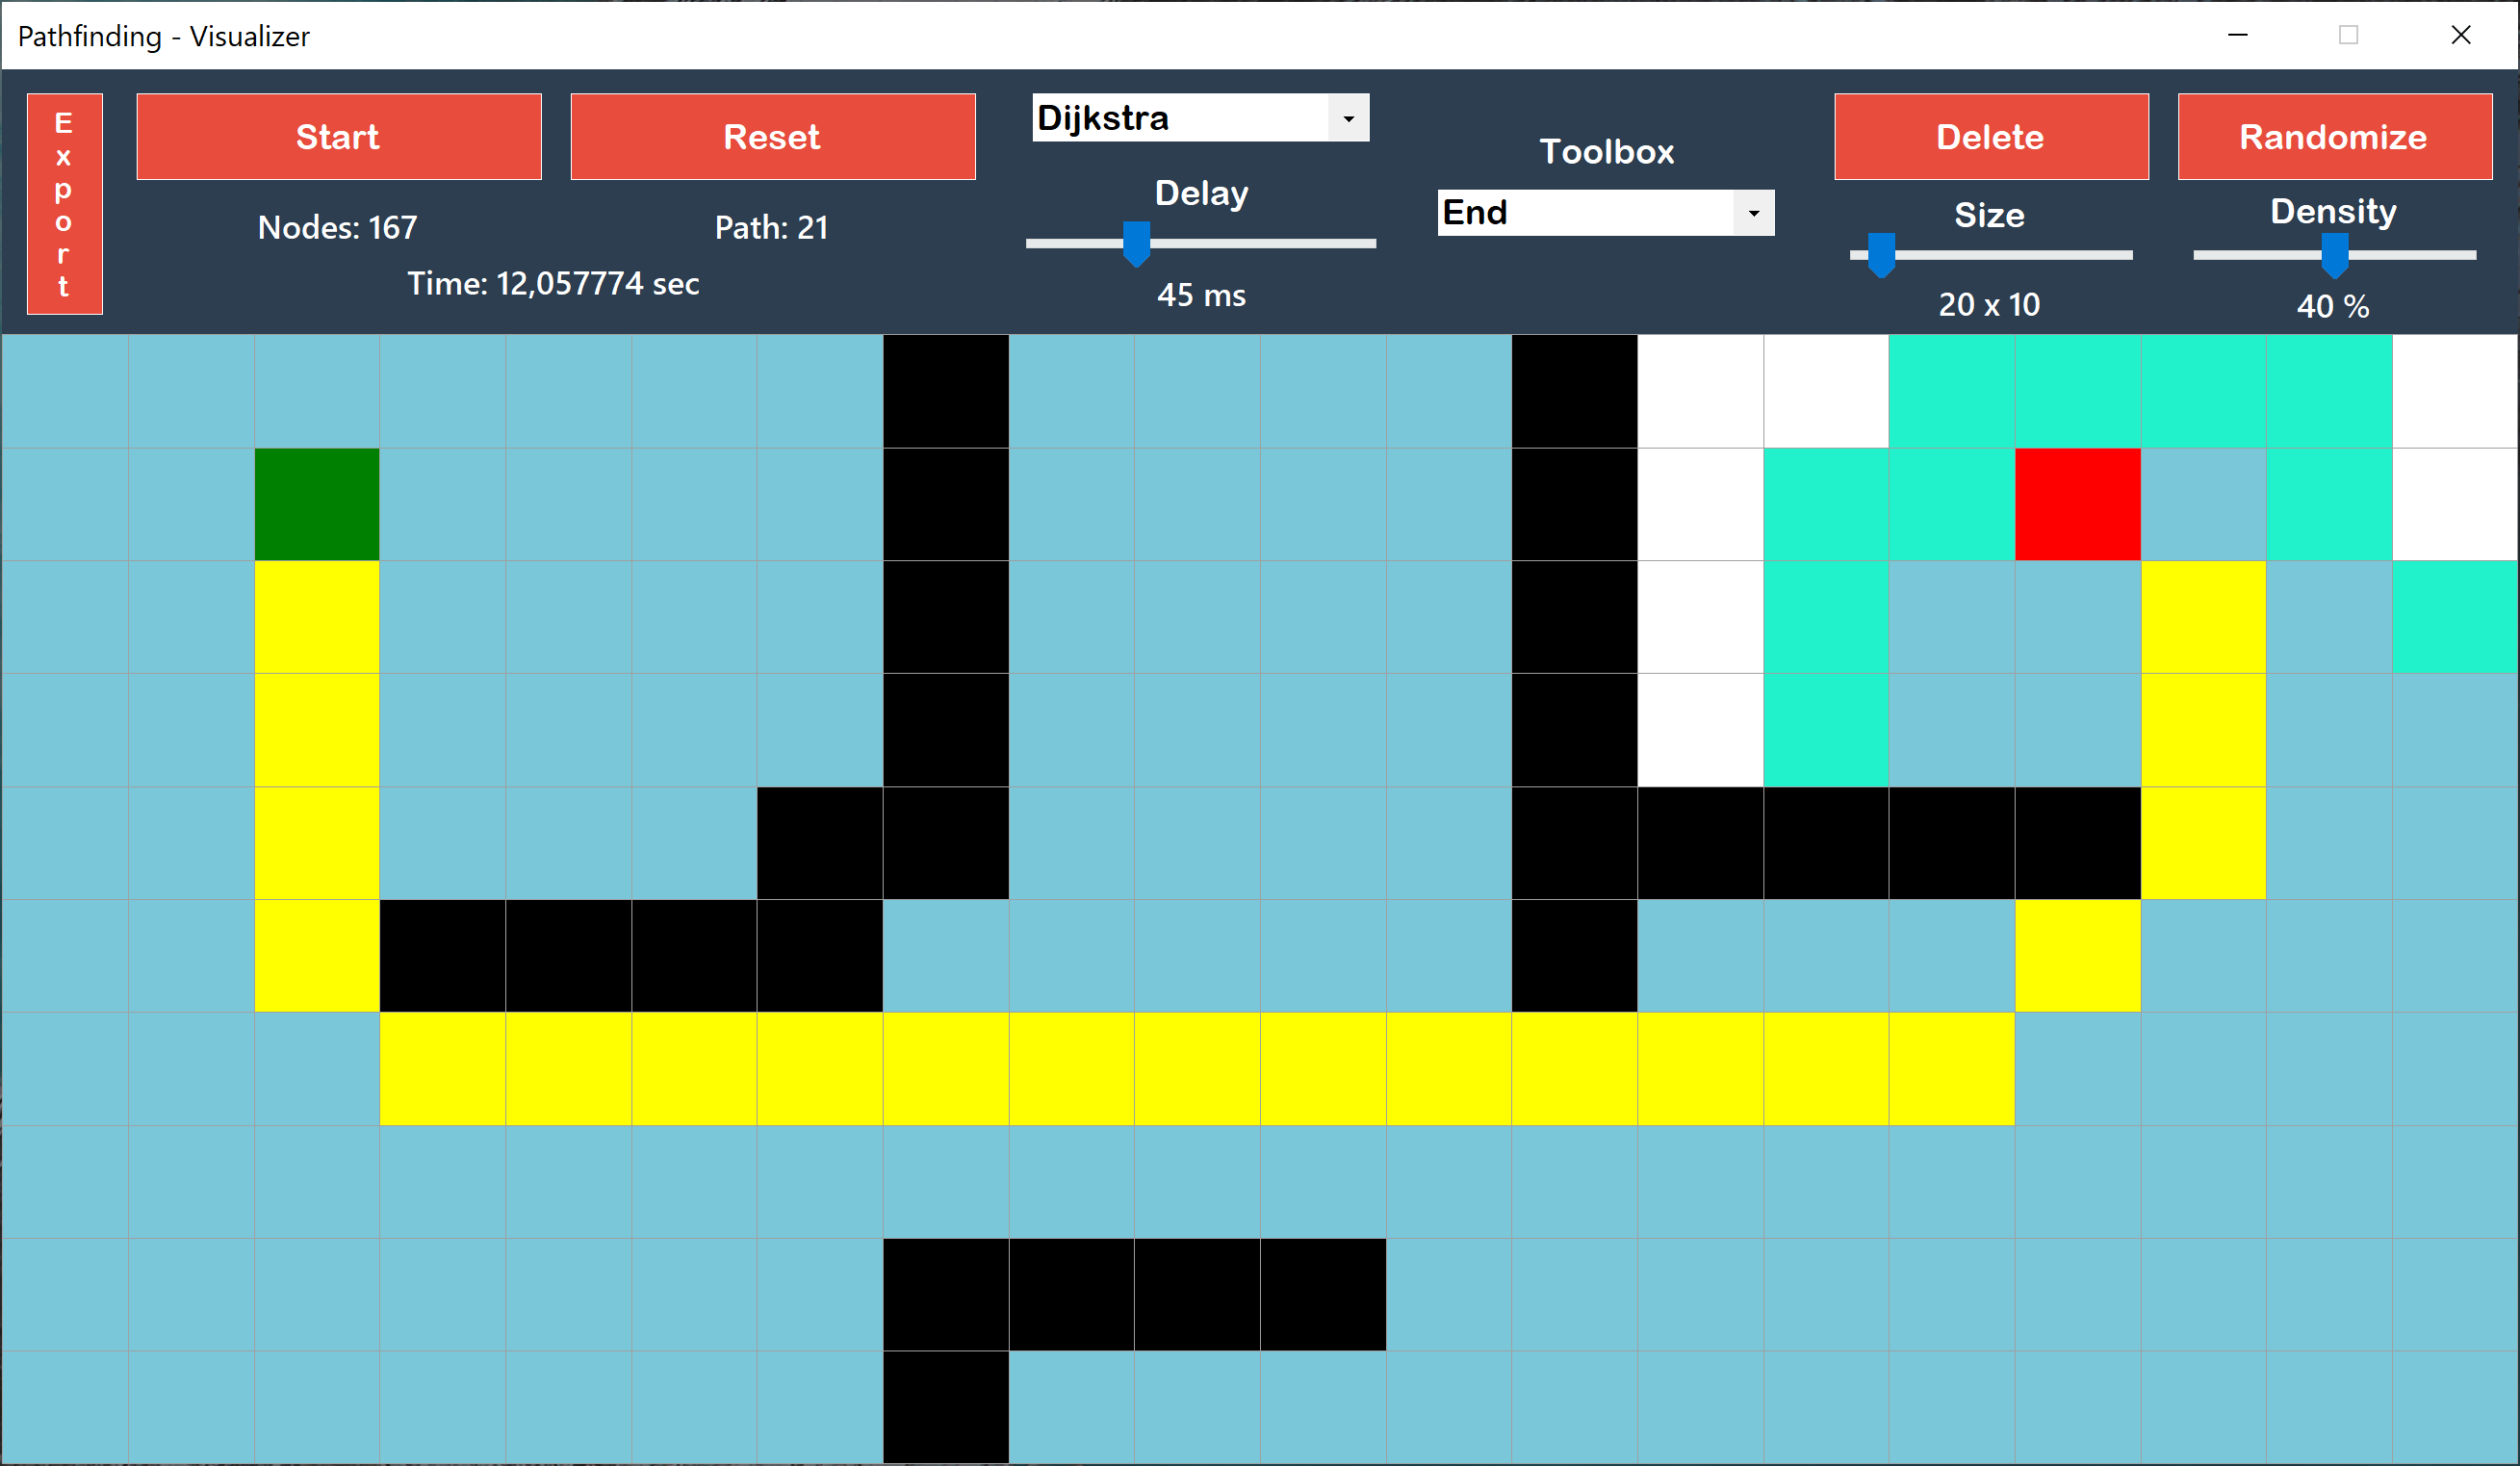 Pathfinding - Visualizer
Export
Start
Reset
Dijkstra
Toolbox
Delete
Randomize
Nodes: 167
Path: 21
Delay
End
Size
Density
Time: 12,057774 sec
45 ms
20 x 10
40 %